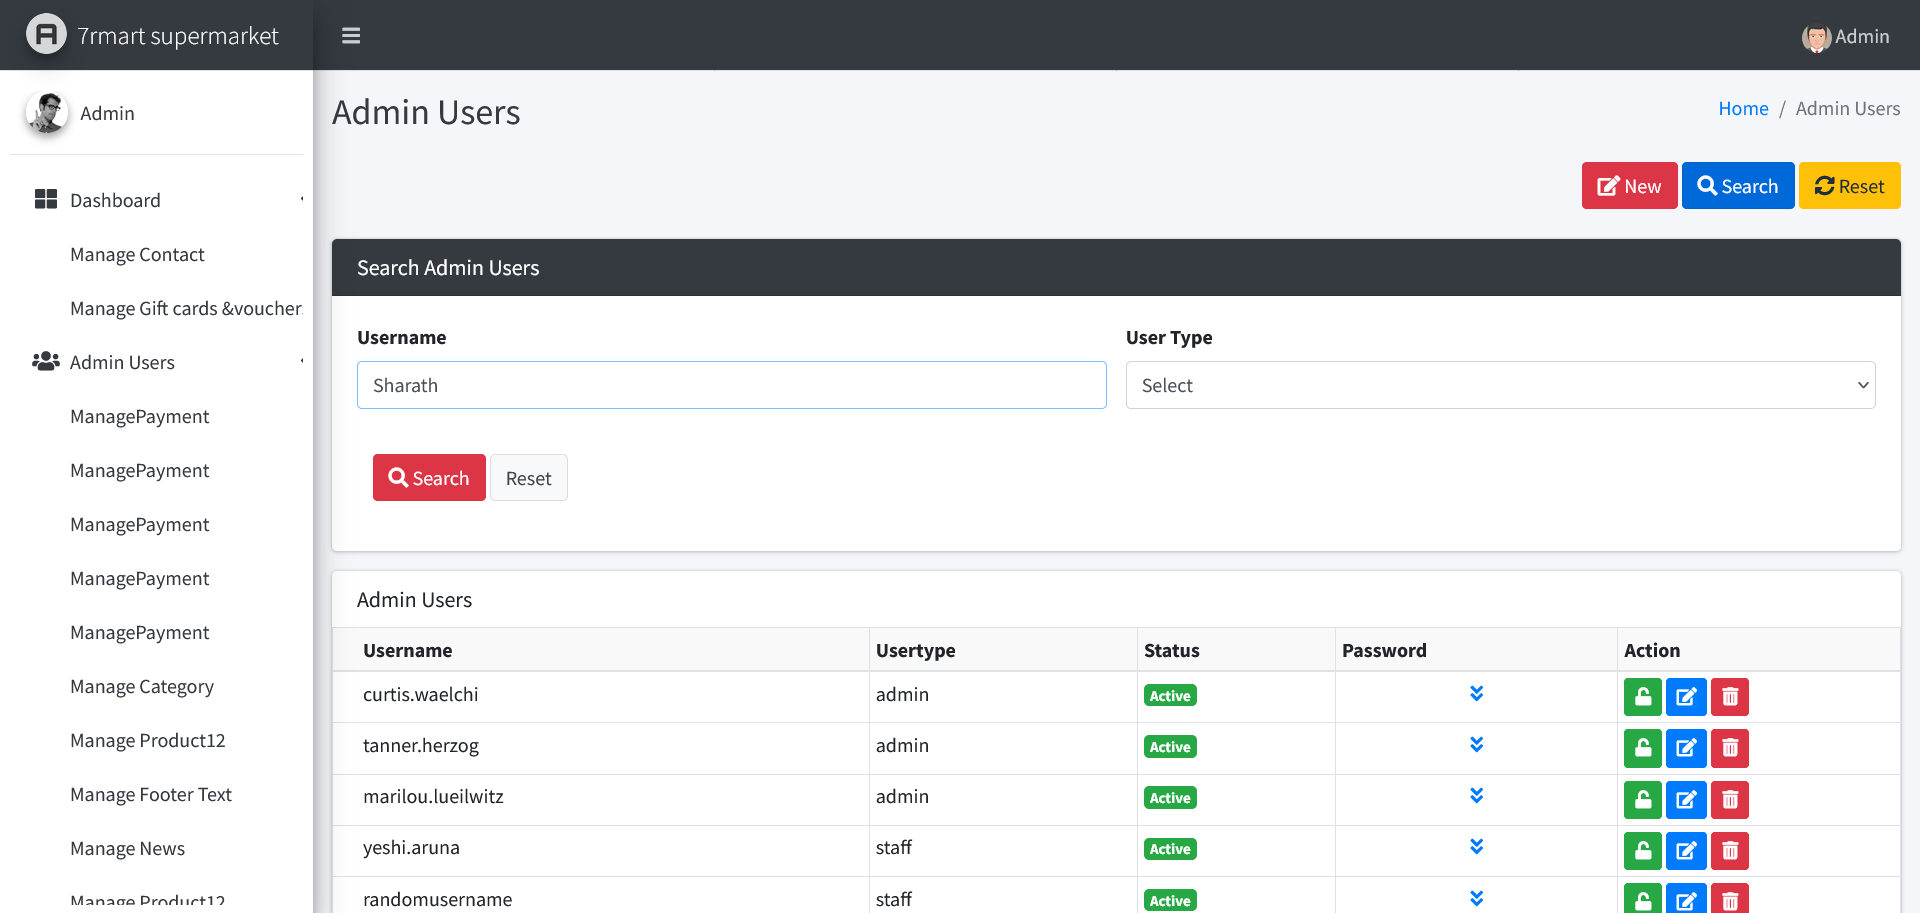 7rmart supermarket
Admin
Admin
Dashboard
Manage Contact
Manage Gift cards &voucher
Admin Users
ManagePayment
ManagePayment
ManagePayment
ManagePayment
ManagePayment
Manage Category
Manage Product12
Manage Footer Text
Manage News
Manage Product12
Admin Users
Home / Admin Users
New Search Reset
Search Admin Users
Username User Type
Sharath Select
Search Reset
Admin Users
Username Usertype Status Password Action
curtis.waelchi admin Active
tanner.herzog admin Active
marilou.lueilwitz admin Active
yeshi.aruna staff Active
randomusername staff Active